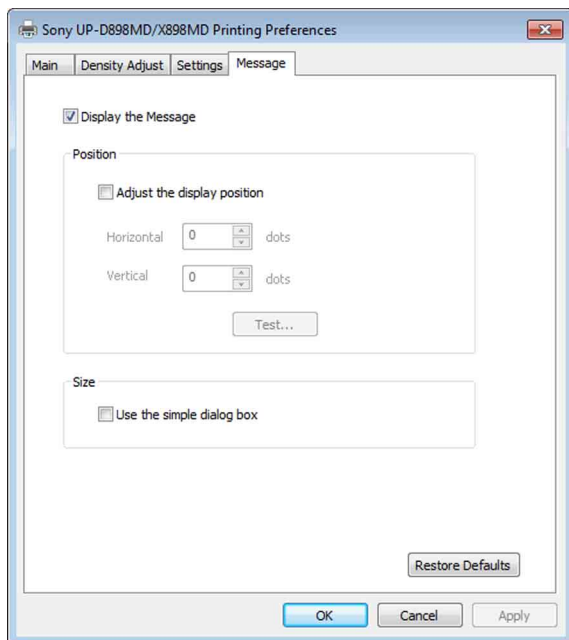 Sony UP-D898MD/X898MD Printing Preferences
Main Density Adjust Settings Message
Display the Message
Position
Adjust the display position
Horizontal 0 dots
Vertical 0 dots
Test...
Size
Use the simple dialog box
Restore Defaults
OK Cancel Apply